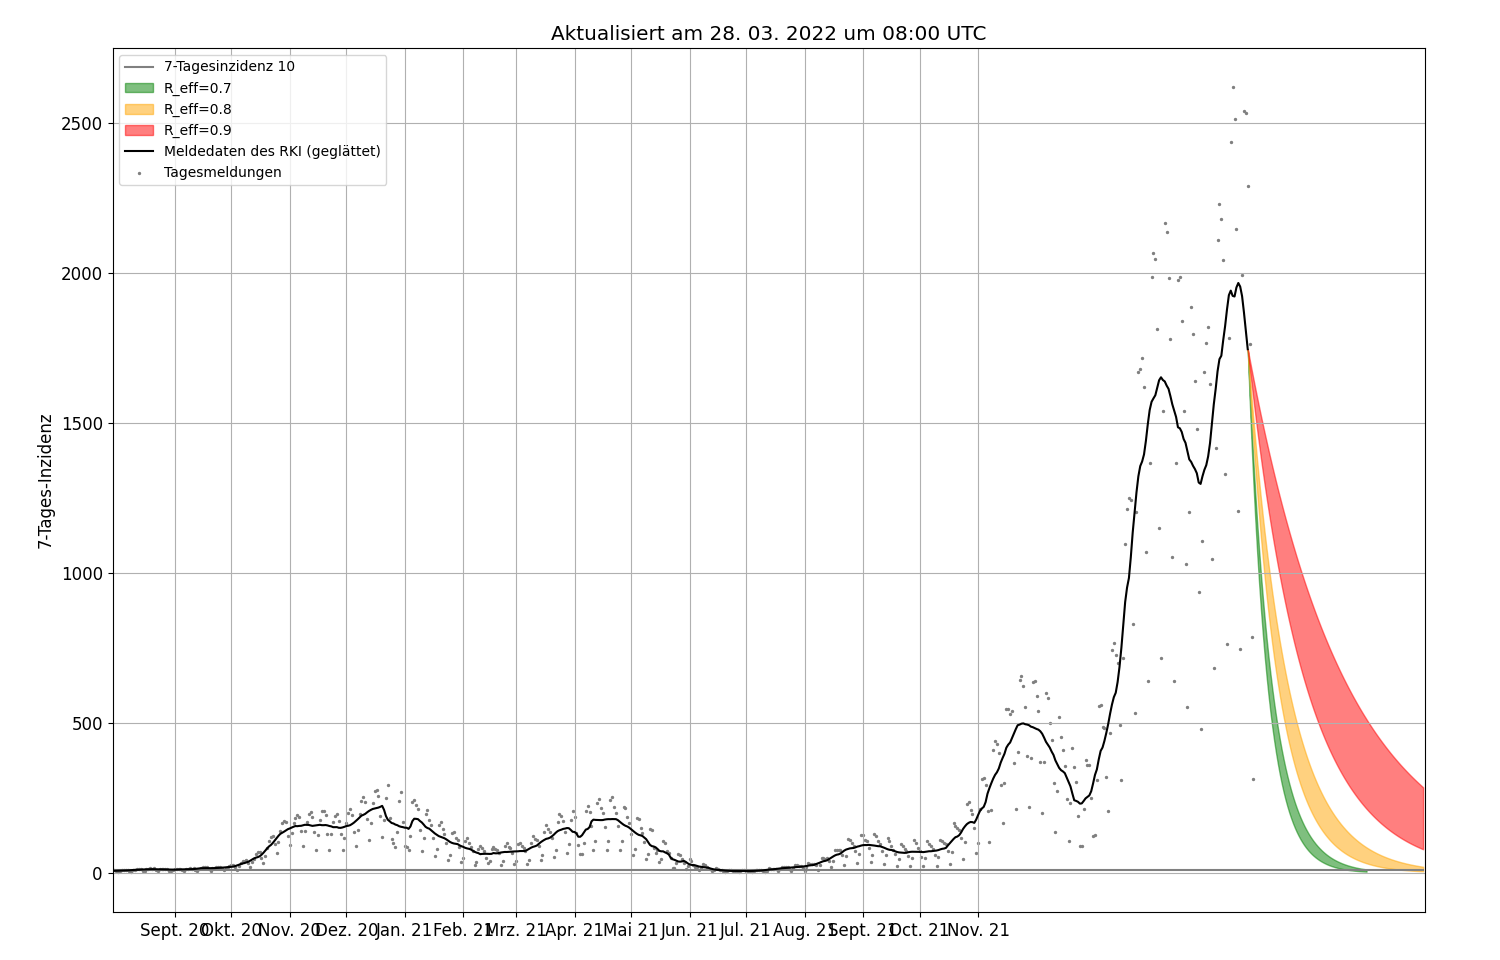 Aktualisiert am 28. 03. 2022 um 08:00 UTC
7-Tagesinzidenz 10
R_eff=0.7
R_eff=0.8
R_eff=0.9
Meldedaten des RKI (geglättet)
Tagesmeldungen
7-Tages-Inzidenz
2500
2000
1500
1000
500
0
Sept. 20 Okt. 20 Nov. 20 Dez. 20 Jan. 21 Feb. 21 Mrz. 21 Apr. 21 Mai 21 Jun. 21 Jul. 21 Aug. 21 Sept. 21 Oct. 21 Nov. 21